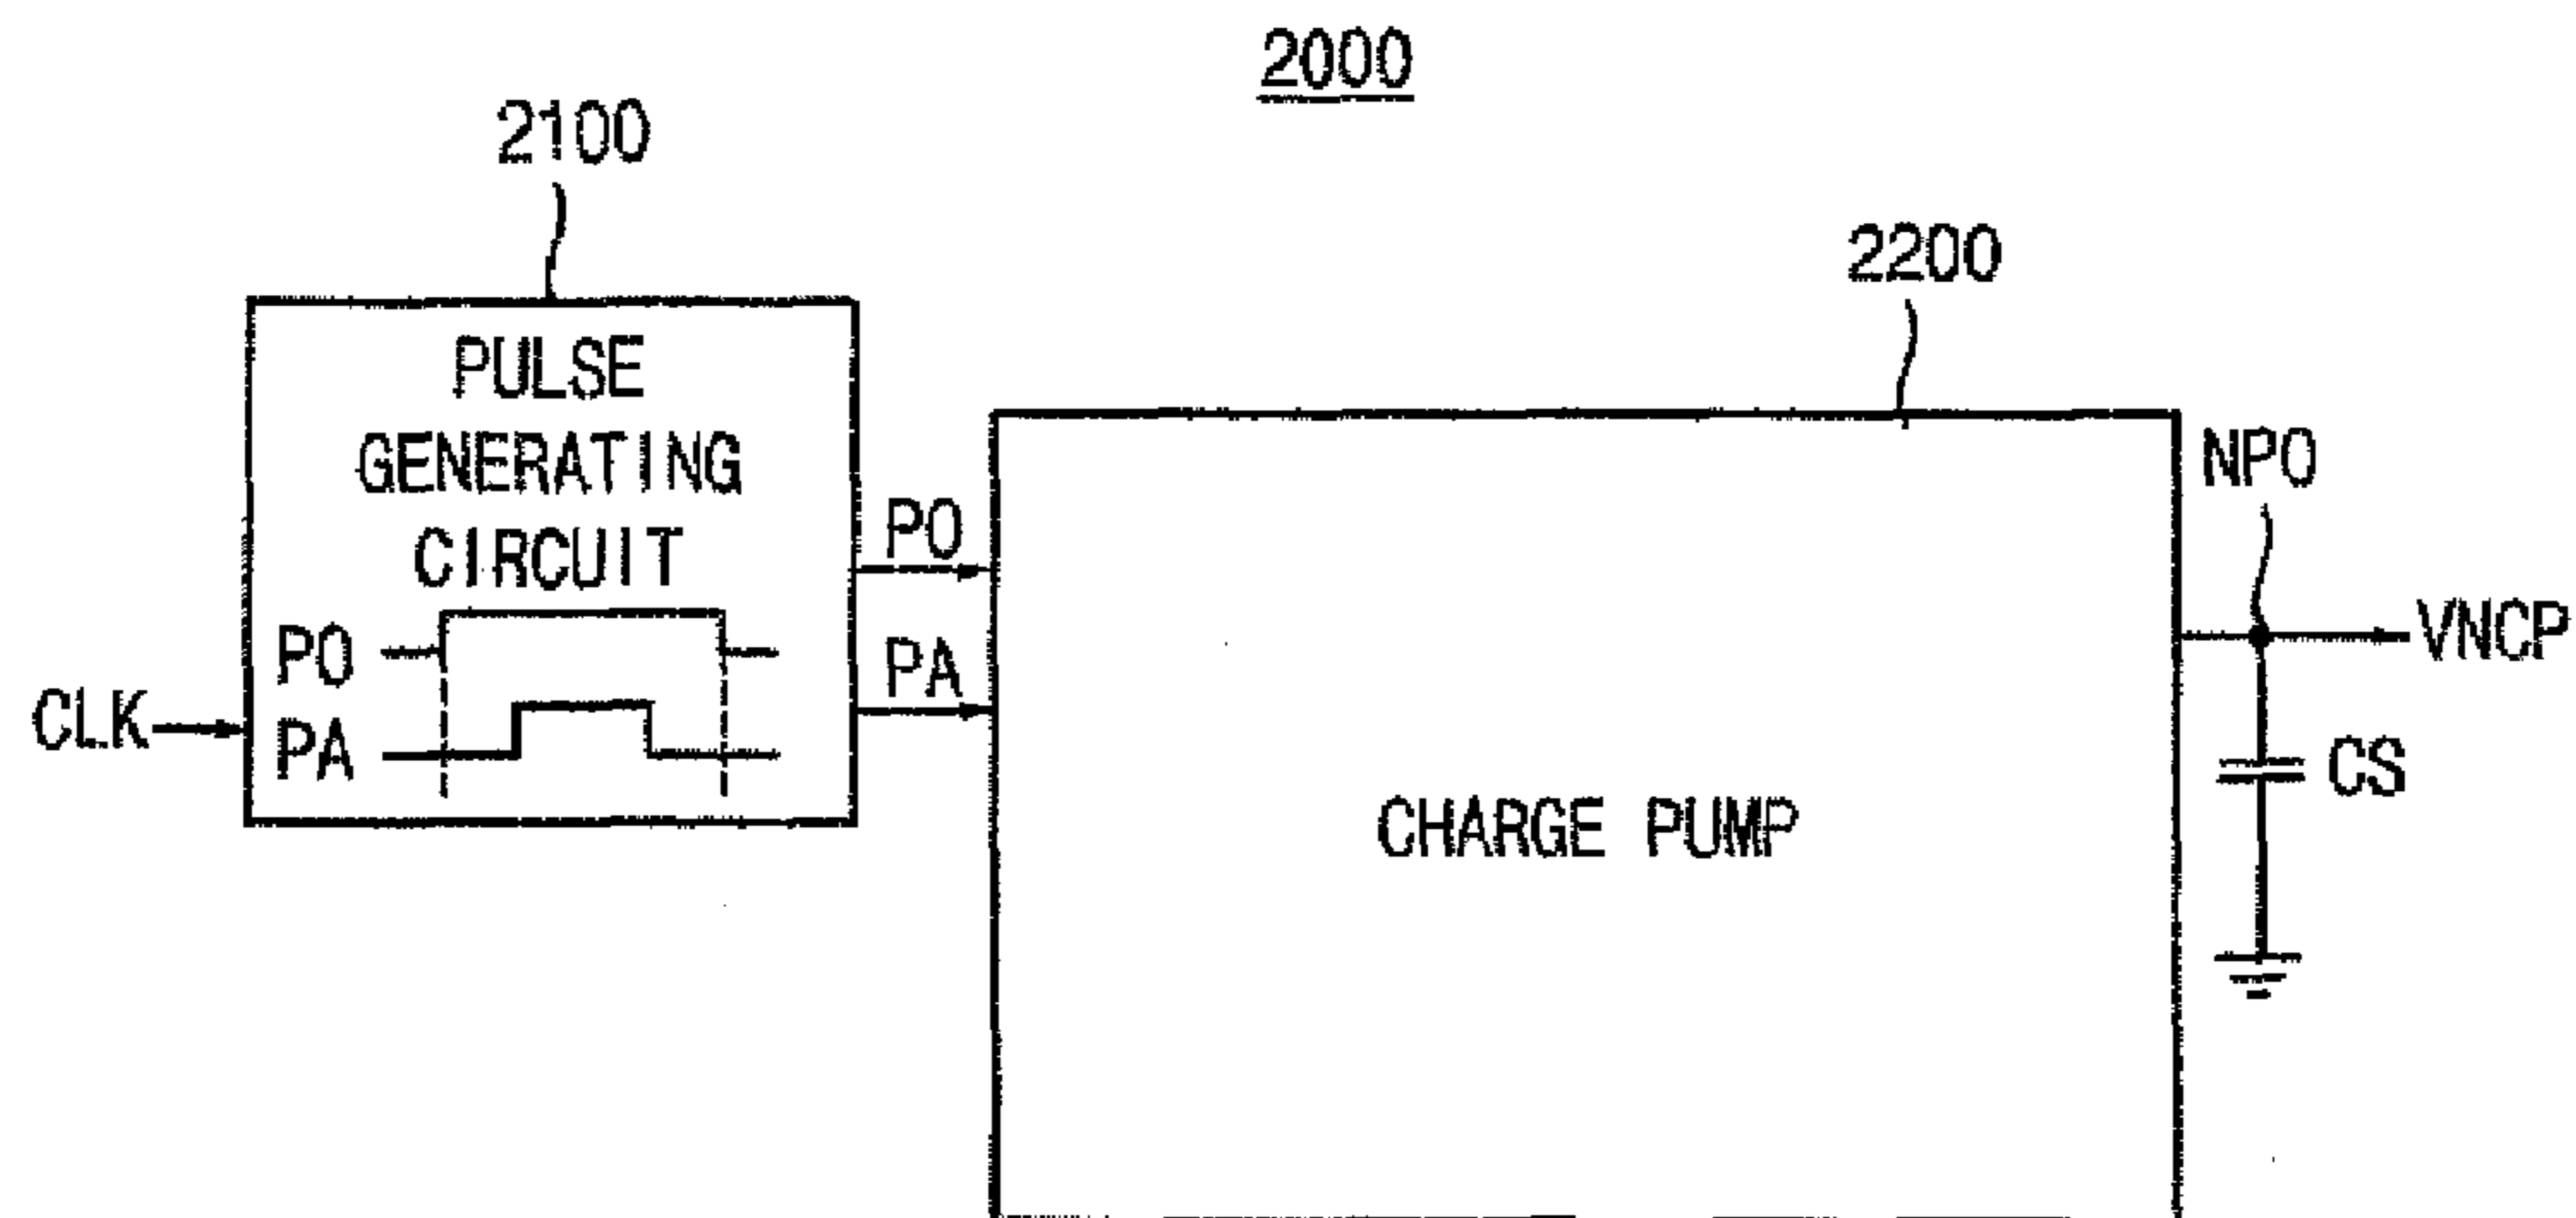 2000
2100
2200
PULSE
GENERATING
CIRCUIT
PO
PA
CLK
PO
PA
CHARGE PUMP
NPO
VNCP
CS